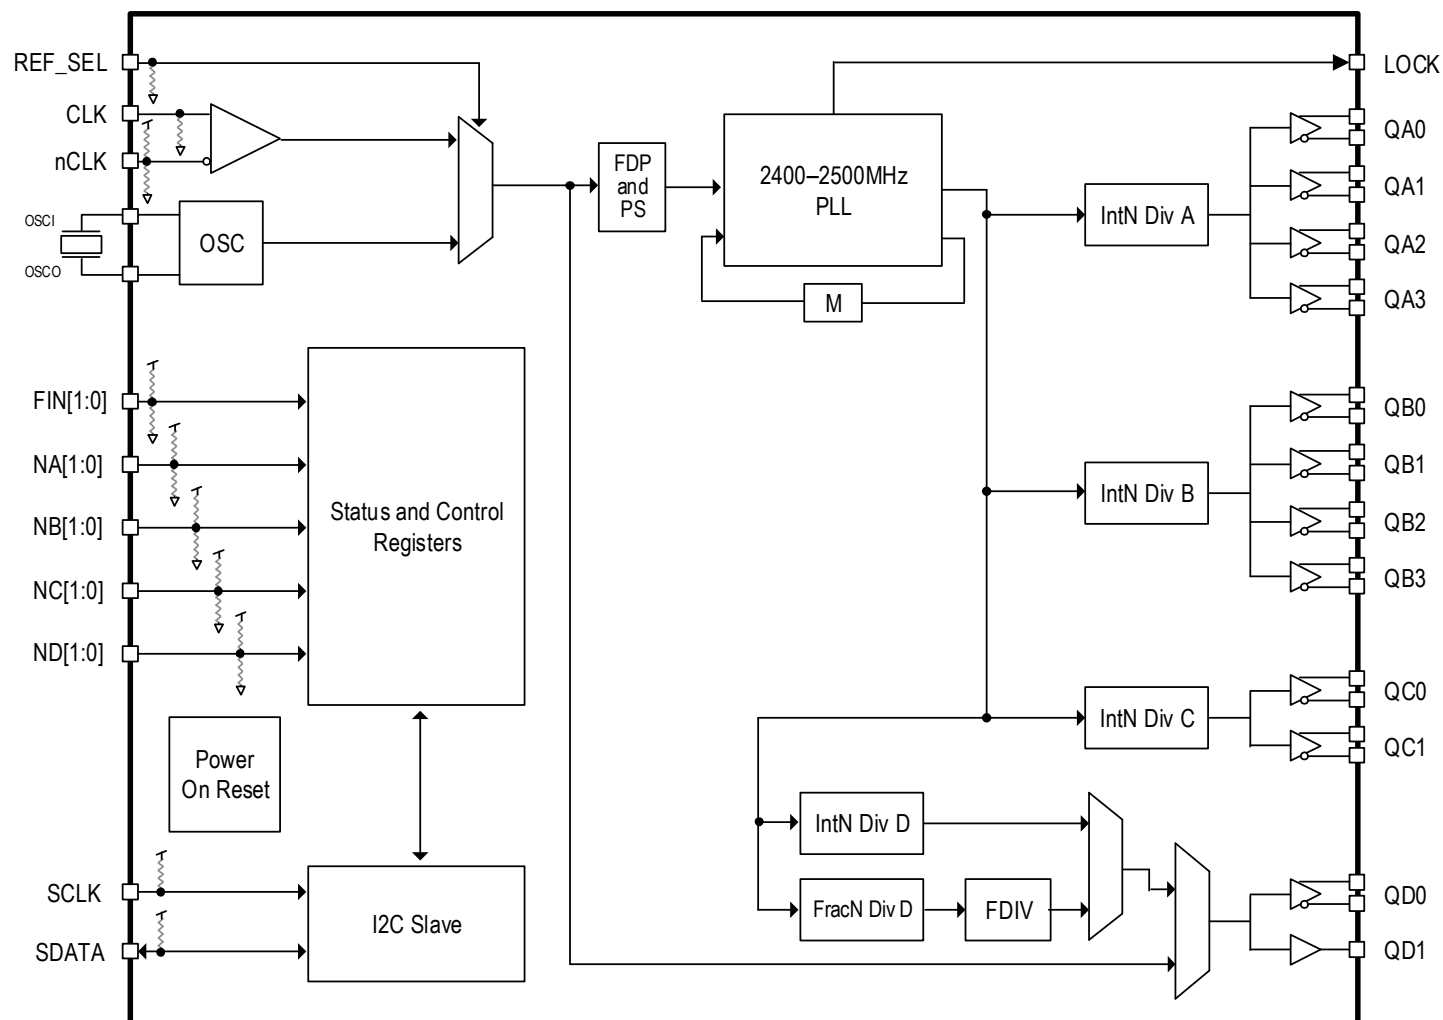 REF_SEL
CLK
nCLK
OSCI
OSCO
OSC
FDP
and
PS
2400–2500MHz
PLL
M
LOCK
IntN Div A
QA0
QA1
QA2
QA3
FIN[1:0]
NA[1:0]
NB[1:0]
NC[1:0]
ND[1:0]
Status and Control
Registers
IntN Div B
QB0
QB1
QB2
QB3
IntN Div C
QC0
QC1
Power
On Reset
IntN Div D
FracN Div D
FDIV
SCLK
SDATA
I2C Slave
QD0
QD1